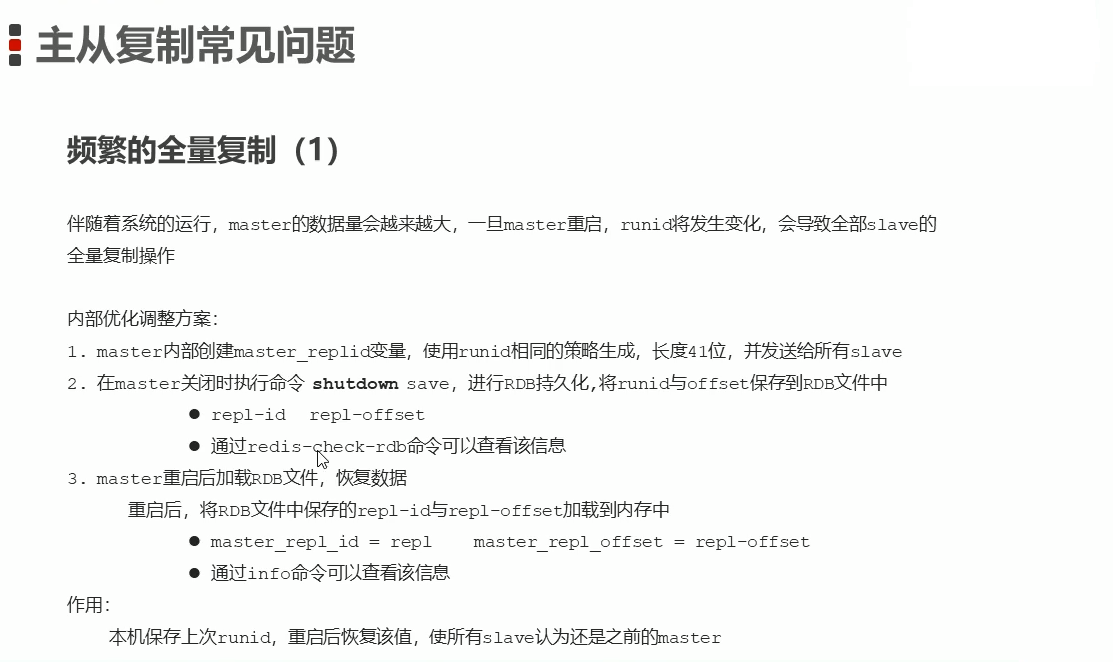 主从复制常见问题
频繁的全量复制（1）
伴随着系统的运行，master的数据量会越来越大，一旦master重启，runid将发生变化，会导致全部slave的
全量复制操作
内部优化调整方案：
1. master内部创建master_replid变量，使用runid相同的策略生成，长度41位，并发送给所有slave
2. 在master关闭时执行命令 shutdown save，进行RDB持久化,将runid与offset保存到RDB文件中
● repl-id repl-offset
● 通过redis-check-rdb命令可以查看该信息
3. master重启后加载RDB文件，恢复数据
重启后，将RDB文件中保存的repl-id与repl-offset加载到内存中
● master_repl_id = repl master_repl_offset = repl-offset
● 通过info命令可以查看该信息
作用：
本机保存上次runid，重启后恢复该值，使所有slave认为还是之前的master